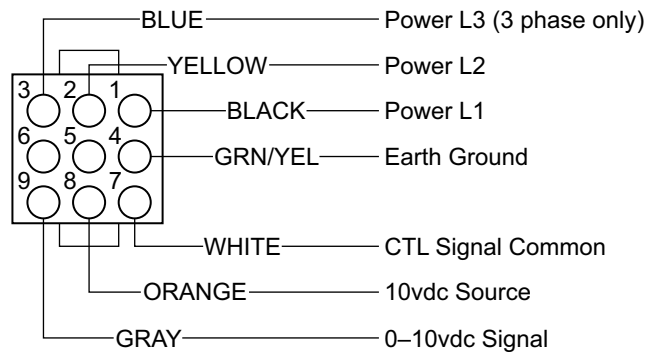 BLUE Power L3 (3 phase only)
YELLOW Power L2
3 2 1
BLACK Power L1
6 5 4
GRN/YEL Earth Ground
9 8 7
WHITE CTL Signal Common
ORANGE 10vdc Source
GRAY 0–10vdc Signal